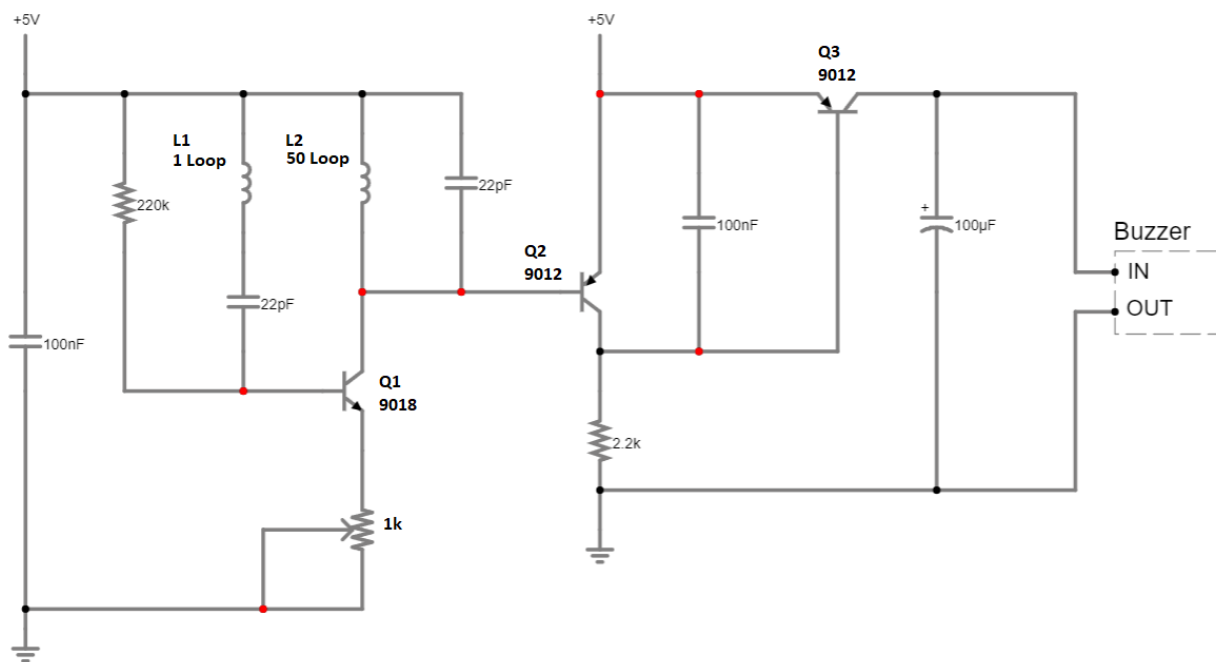 +5V
+5V
Q3
9012
L1
1 Loop
L2
50 Loop
220k
22pF
100nF
+
100µF
Buzzer
IN
OUT
Q2
9012
22pF
100nF
Q1
9018
2.2k
1k